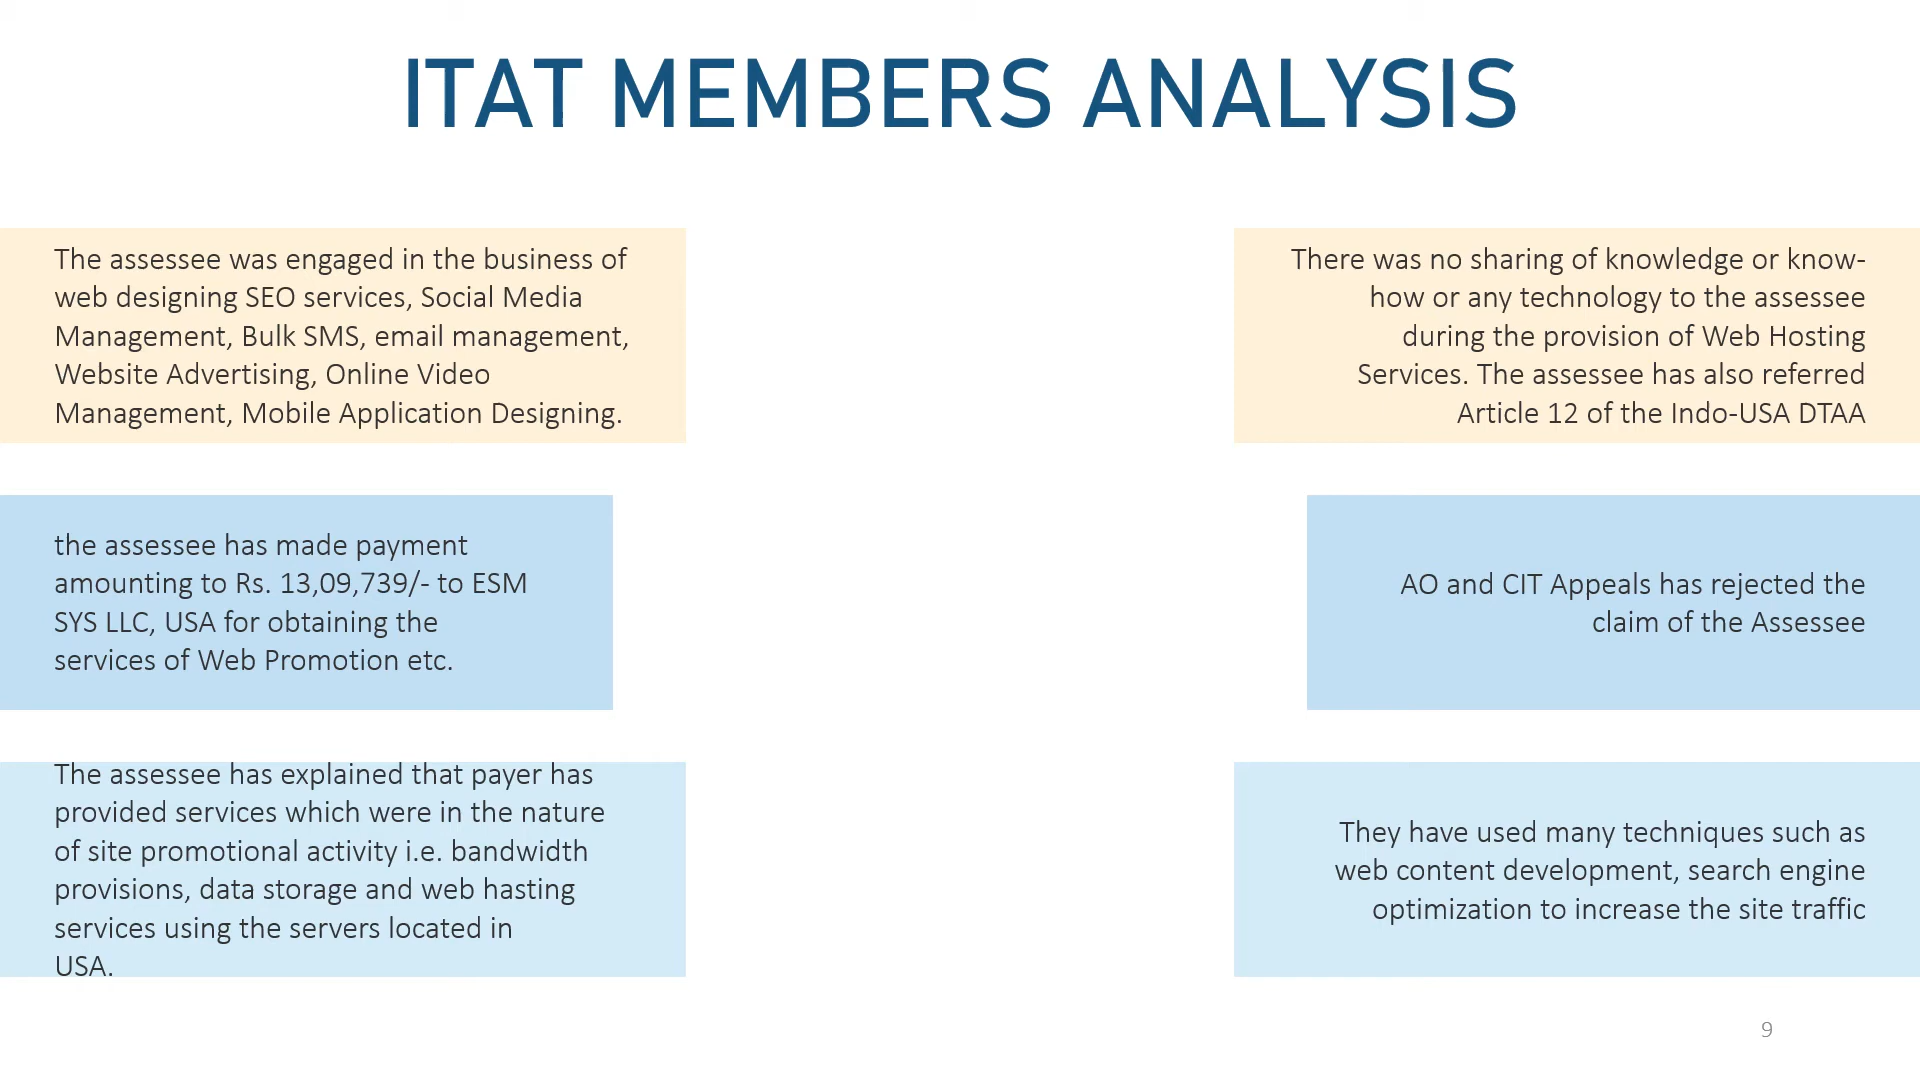 ITAT MEMBERS ANALYSIS
The assessee was engaged in the business of
web designing SEO services, Social Media
Management, Bulk SMS, email management,
Website Advertising, Online Video
Management, Mobile Application Designing.
the assessee has made payment
amounting to Rs. 13,09,739/- to ESM
SYS LLC, USA for obtaining the
services of Web Promotion etc.
The assessee has explained that payer has
provided services which were in the nature
of site promotional activity i.e. bandwidth
provisions, data storage and web hasting
services using the servers located in
USA.
There was no sharing of knowledge or know-
how or any technology to the assessee
during the provision of Web Hosting
Services. The assessee has also referred
Article 12 of the Indo-USA DTAA
AO and CIT Appeals has rejected the
claim of the Assessee
They have used many techniques such as
web content development, search engine
optimization to increase the site traffic
9